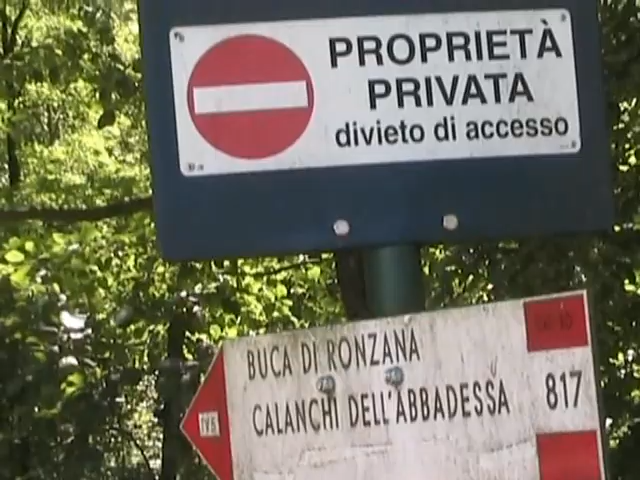 PROPRIETÀ
PRIVATA
divieto di accesso
BUCA DI RONZANA
CALANCHI DELL'ABBADESSA
817